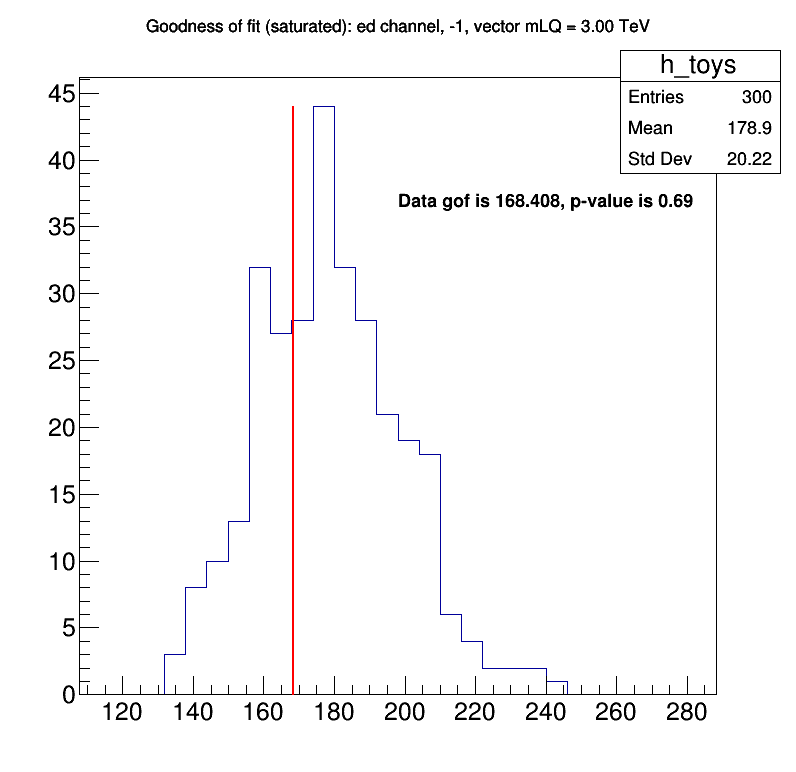 Goodness of fit (saturated): ed channel, -1, vector mLQ = 3.00 TeV
h_toys
Entries 300
Mean 178.9
Std Dev 20.22
Data gof is 168.408, p-value is 0.69
45
40
35
30
25
20
15
10
5
0
120 140 160 180 200 220 240 260 280